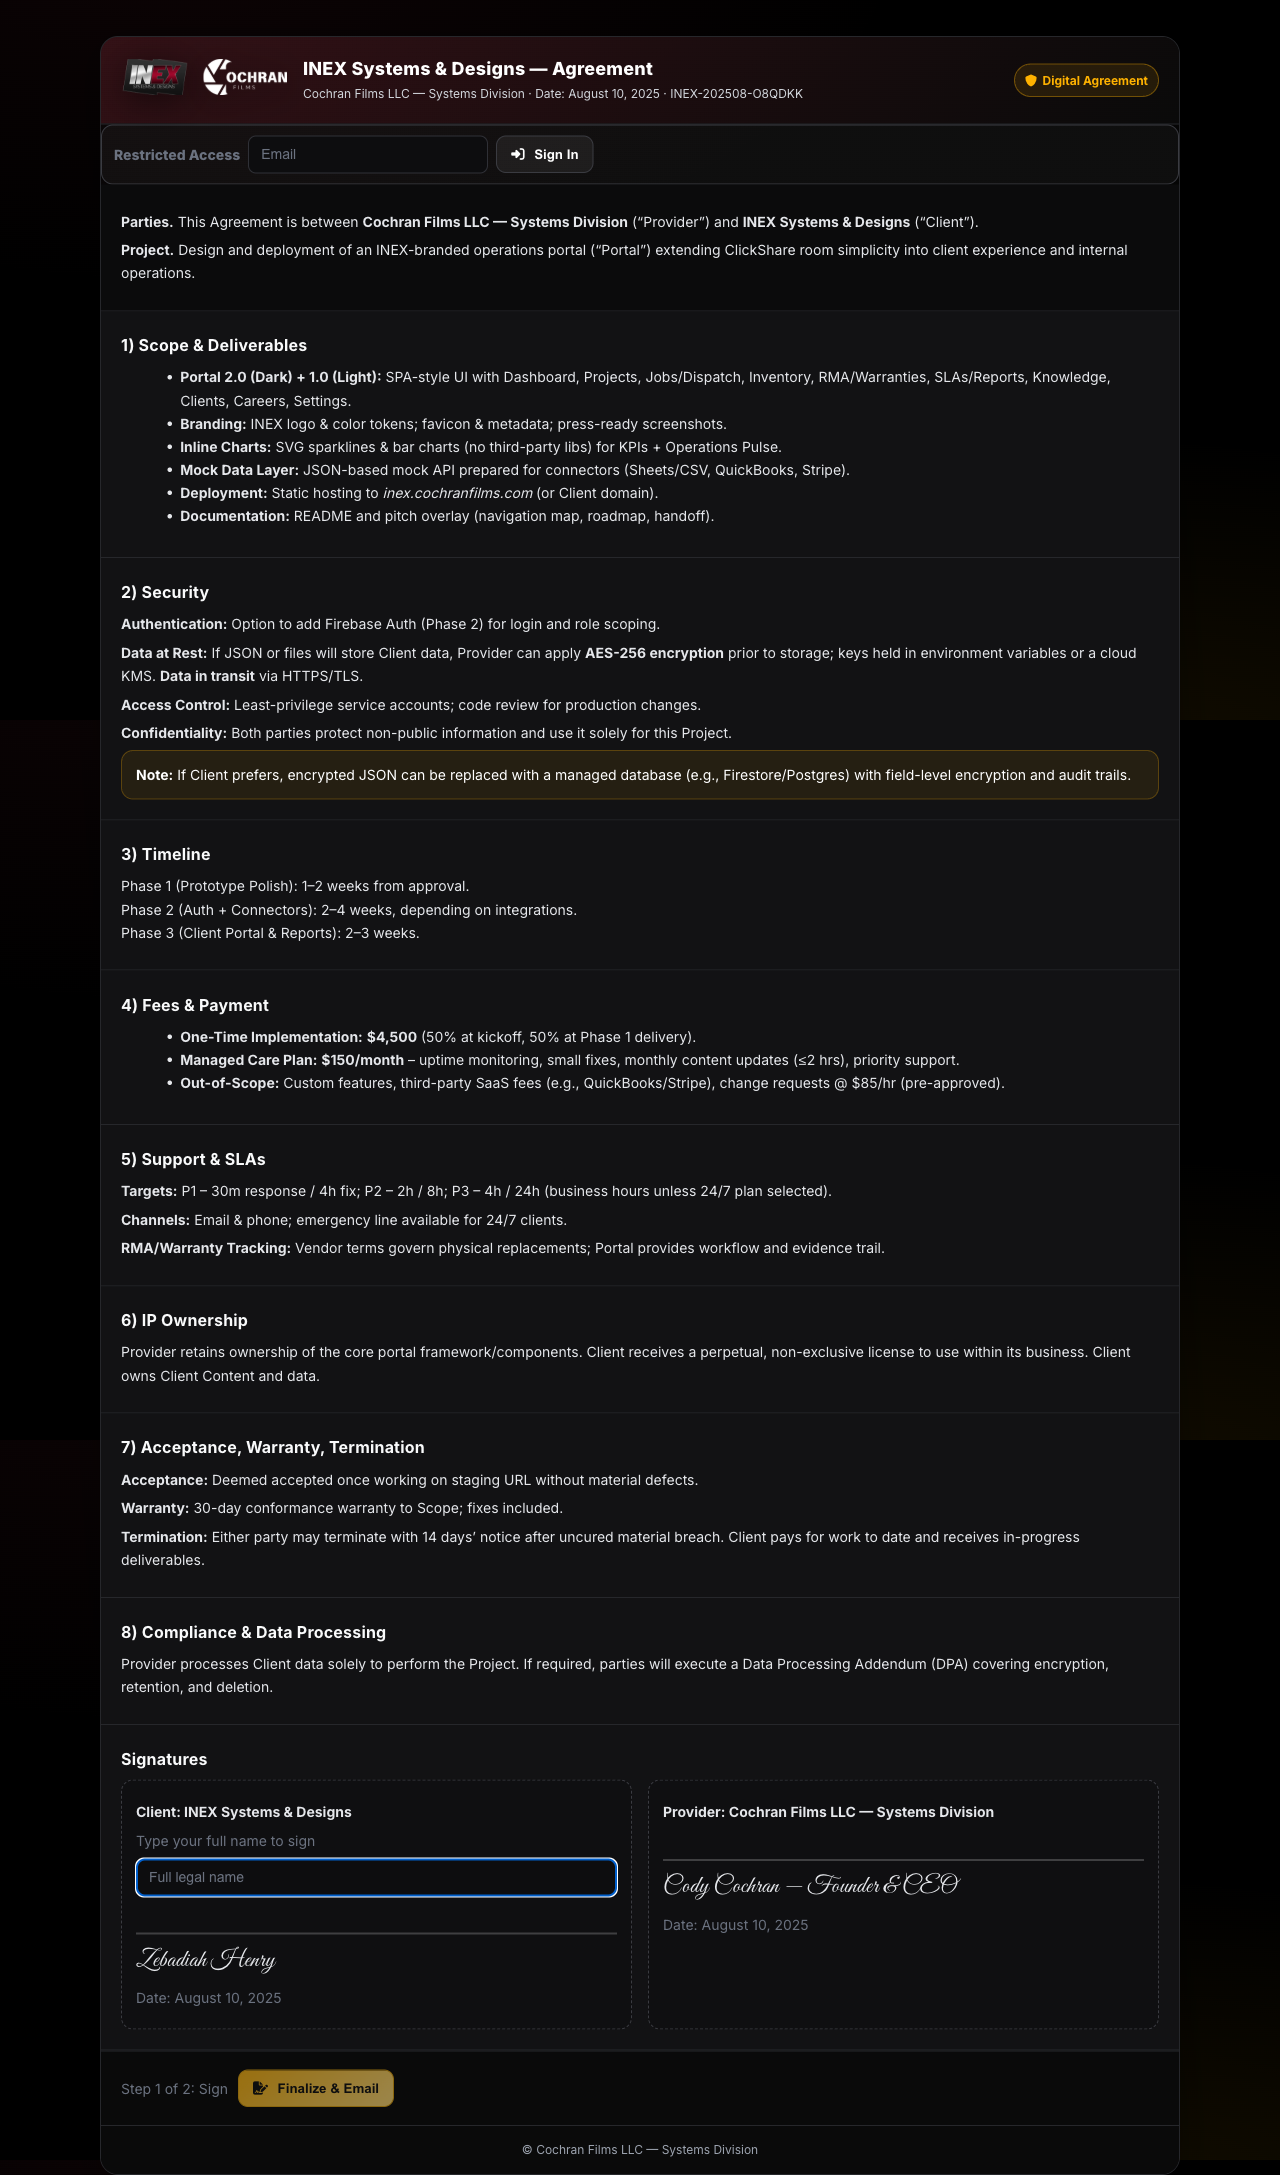 INEX
COCHRAN
FILMS
INEX Systems & Designs — Agreement
Cochran Films LLC — Systems Division · Date: August 10, 2025 · INEX-202508-O8QDKK
Digital Agreement
Restricted Access
Email
Sign In
Parties. This Agreement is between Cochran Films LLC — Systems Division (“Provider”) and INEX Systems & Designs (“Client”).
Project. Design and deployment of an INEX-branded operations portal (“Portal”) extending ClickShare room simplicity into client experience and internal
operations.
1) Scope & Deliverables
• Portal 2.0 (Dark) + 1.0 (Light): SPA-style UI with Dashboard, Projects, Jobs/Dispatch, Inventory, RMA/Warranties, SLAs/Reports, Knowledge,
Clients, Careers, Settings.
• Branding: INEX logo & color tokens; favicon & metadata; press-ready screenshots.
• Inline Charts: SVG sparklines & bar charts (no third-party libs) for KPIs + Operations Pulse.
• Mock Data Layer: JSON-based mock API prepared for connectors (Sheets/CSV, QuickBooks, Stripe).
• Deployment: Static hosting to inex.cochranfilms.com (or Client domain).
• Documentation: README and pitch overlay (navigation map, roadmap, handoff).
2) Security
Authentication: Option to add Firebase Auth (Phase 2) for login and role scoping.
Data at Rest: If JSON or files will store Client data, Provider can apply AES-256 encryption prior to storage; keys held in environment variables or a cloud
KMS. Data in transit via HTTPS/TLS.
Access Control: Least-privilege service accounts; code review for production changes.
Confidentiality: Both parties protect non-public information and use it solely for this Project.
Note: If Client prefers, encrypted JSON can be replaced with a managed database (e.g., Firestore/Postgres) with field-level encryption and audit trails.
3) Timeline
Phase 1 (Prototype Polish): 1–2 weeks from approval.
Phase 2 (Auth + Connectors): 2–4 weeks, depending on integrations.
Phase 3 (Client Portal & Reports): 2–3 weeks.
4) Fees & Payment
• One-Time Implementation: $4,500 (50% at kickoff, 50% at Phase 1 delivery).
• Managed Care Plan: $150/month – uptime monitoring, small fixes, monthly content updates (≤2 hrs), priority support.
• Out-of-Scope: Custom features, third-party SaaS fees (e.g., QuickBooks/Stripe), change requests @ $85/hr (pre-approved).
5) Support & SLAs
Targets: P1 – 30m response / 4h fix; P2 – 2h / 8h; P3 – 4h / 24h (business hours unless 24/7 plan selected).
Channels: Email & phone; emergency line available for 24/7 clients.
RMA/Warranty Tracking: Vendor terms govern physical replacements; Portal provides workflow and evidence trail.
6) IP Ownership
Provider retains ownership of the core portal framework/components. Client receives a perpetual, non-exclusive license to use within its business. Client
owns Client Content and data.
7) Acceptance, Warranty, Termination
Acceptance: Deemed accepted once working on staging URL without material defects.
Warranty: 30-day conformance warranty to Scope; fixes included.
Termination: Either party may terminate with 14 days’ notice after uncured material breach. Client pays for work to date and receives in-progress
deliverables.
8) Compliance & Data Processing
Provider processes Client data solely to perform the Project. If required, parties will execute a Data Processing Addendum (DPA) covering encryption,
retention, and deletion.
Signatures
Client: INEX Systems & Designs
Type your full name to sign
Full legal name
Zebadiah Henry
Date: August 10, 2025
Provider: Cochran Films LLC — Systems Division
Cody Cochran — Founder & CEO
Date: August 10, 2025
Step 1 of 2: Sign
Finalize & Email
© Cochran Films LLC — Systems Division